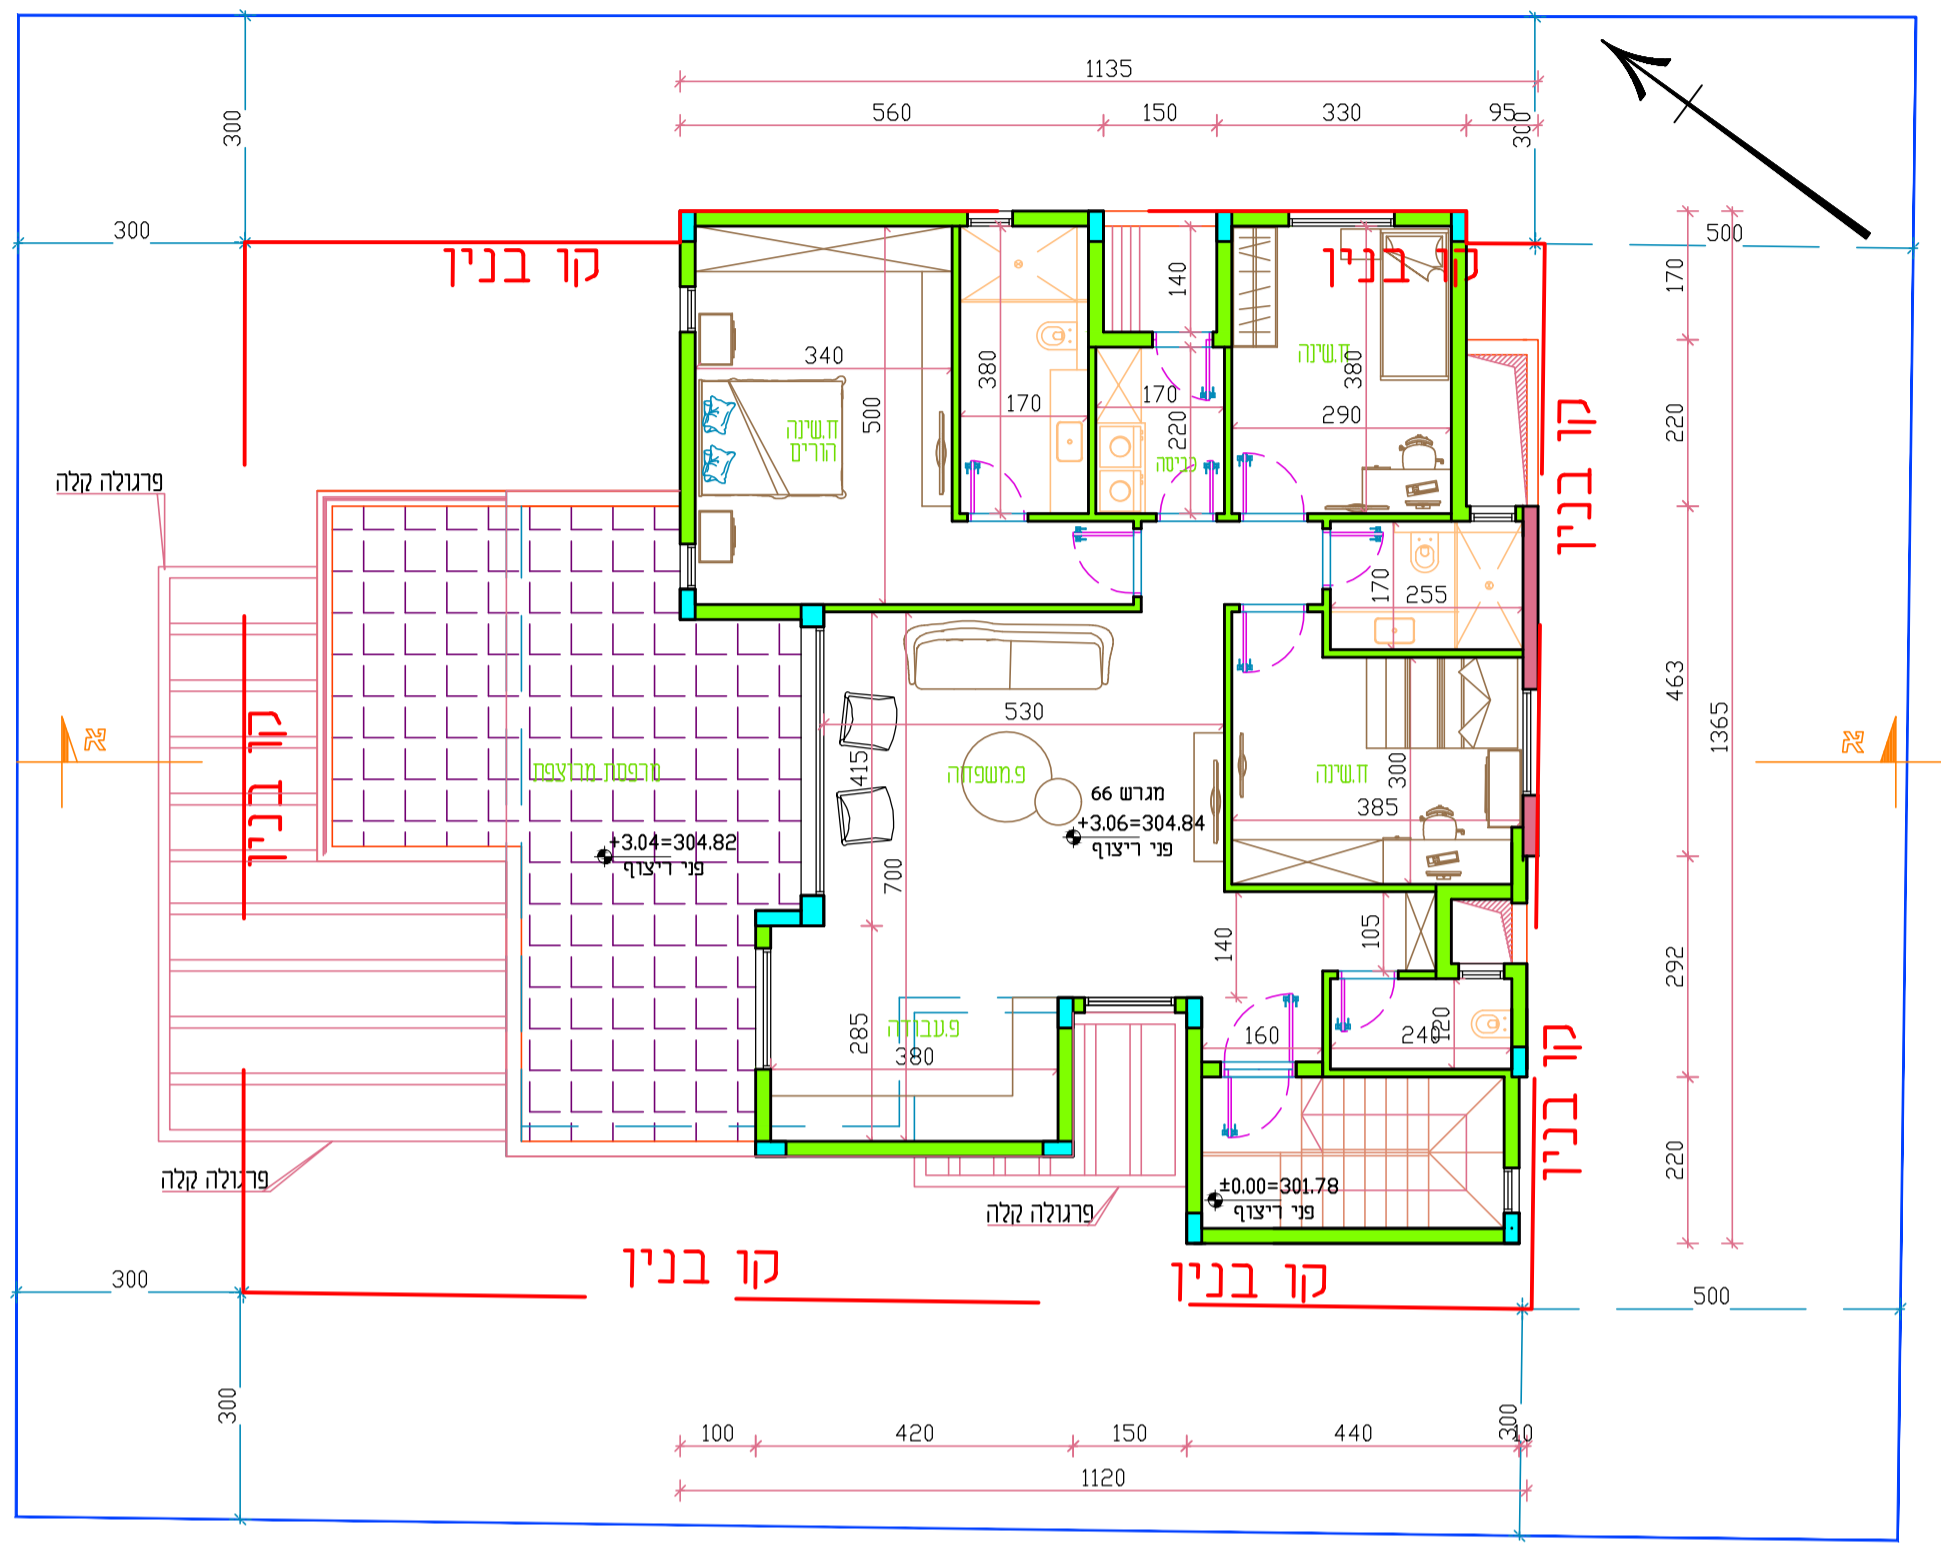 1135
560
150
330
95
300
300
300
500
קו בנין
קו בנין
170
140
380
ח.שינה
340
380
500
170
170
290
220
220
ח.שינה
הורים
כביסה
קו בנין
פרגולה קלה
170
255
463
1365
530
415
קו בנין
א
א
מרפסת מרוצפת
פ.משפחה
ח.שינה
300
385
מגרש 66
+3.06=304.84
פני ריצוף
+3.04=304.82
פני ריצוף
700
140
105
292
285
פ.עבודה
380
160
240
120
קו בנין
220
פרגולה קלה
±0.00=301.78
פני ריצוף
פרגולה קלה
קו בנין
קו בנין
300
500
300
300
100
420
150
440
10
1120